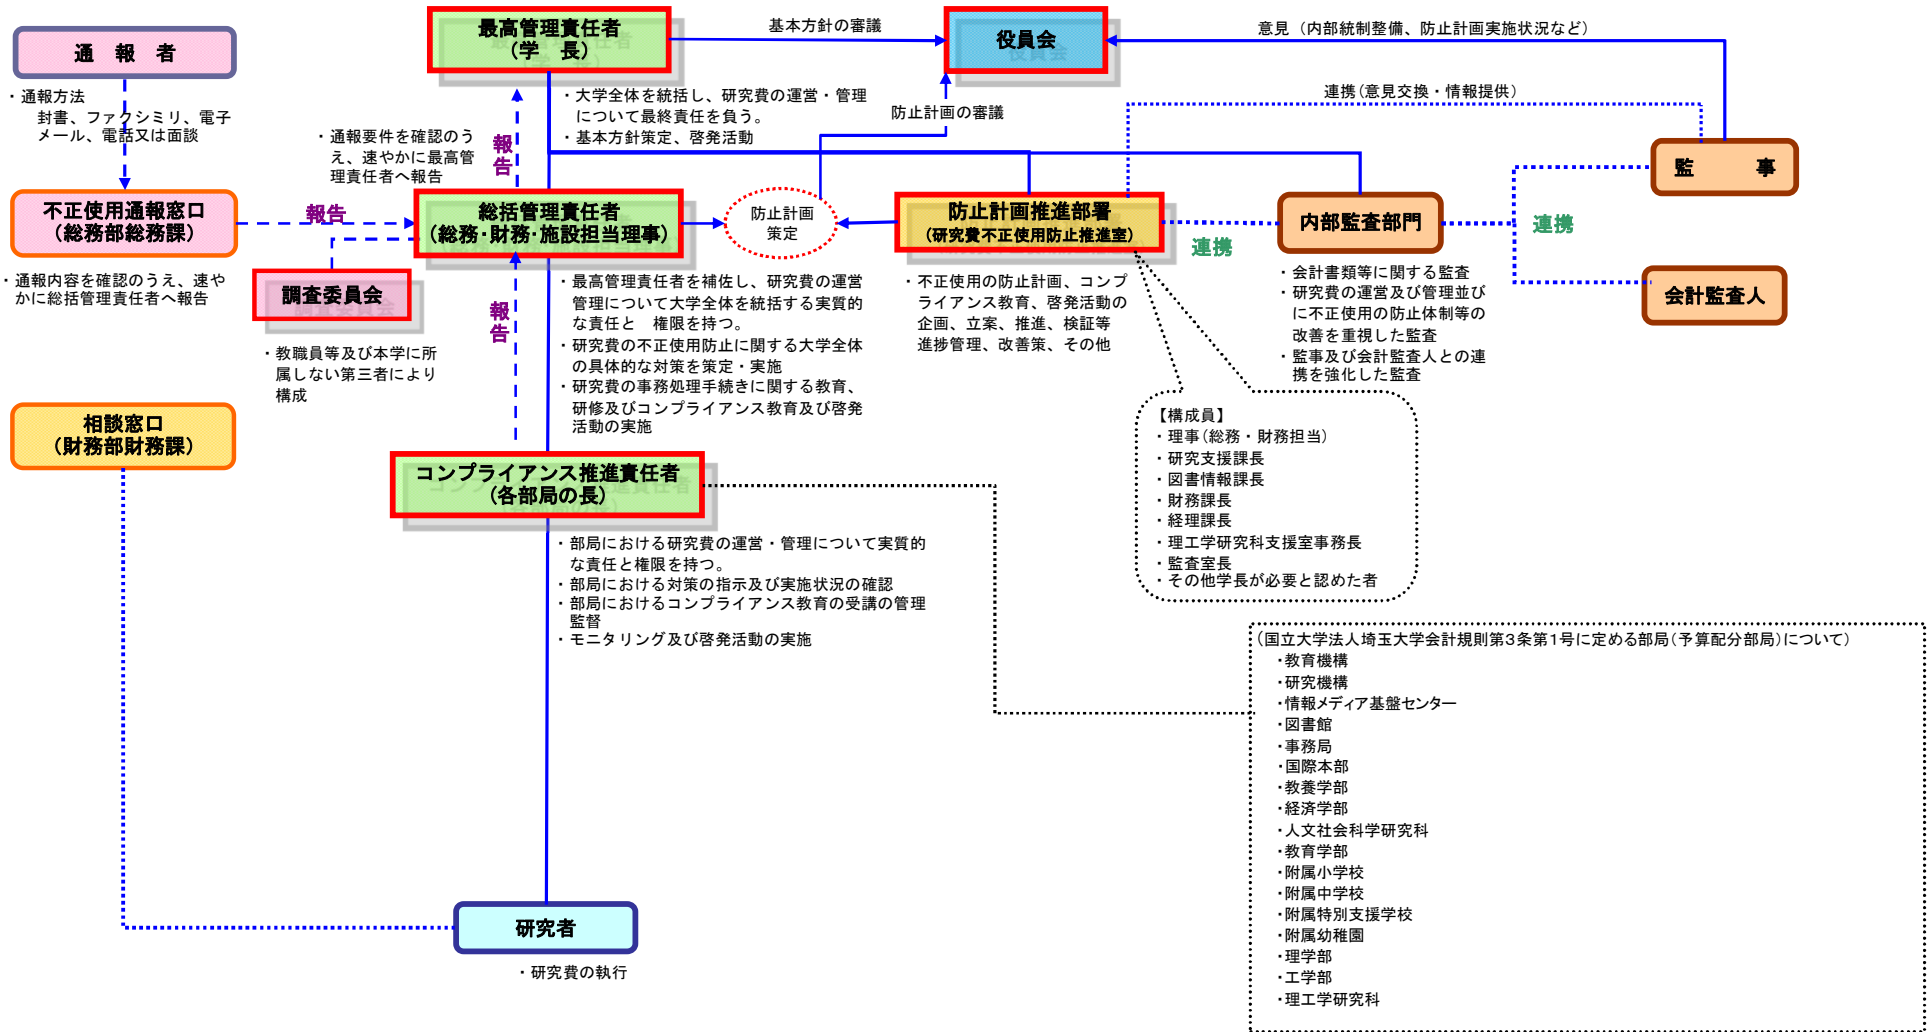 最高管理責任者
（学　長）
基本方針の審議
役員会
意見（内部統制整備、防止計画実施状況など）
通　報　者
・通報方法
封書、ファクシミリ、電子
メール、電話又は面談
・大学全体を統括し、研究費の運営・管理
について最終責任を負う。
・基本方針策定、啓発活動
防止計画の審議
連携（意見交換・情報提供）
・通報要件を確認のう
え、速やかに最高管
理責任者へ報告
報告
監　　　事
不正使用通報窓口
（総務部総務課）
報告
総括管理責任者
（総務・財務・施設担当理事）
防止計画
策定
防止計画推進部署
（研究費不正使用防止推進室）
連携
内部監査部門
連携
・通報内容を確認のうえ、速や
かに総括管理責任者へ報告
調査委員会
報告
・最高管理責任者を補佐し、研究費の運営
管理について大学全体を統括する実質的
な責任と　権限を持つ。
・研究費の不正使用防止に関する大学全体
の具体的な対策を策定・実施
・研究費の事務処理手続きに関する教育、
研修及びコンプライアンス教育及び啓発
活動の実施
・不正使用の防止計画、コンプ
ライアンス教育、啓発活動の
企画、立案、推進、検証等
進捗管理、改善策、その他
・会計書類等に関する監査
・研究費の運営及び管理並び
に不正使用の防止体制等の
改善を重視した監査
・監事及び会計監査人との連
携を強化した監査
会計監査人
・教職員等及び本学に所
属しない第三者により
構成
相談窓口
（財務部財務課）
【構成員】
・理事（総務・財務担当）
・研究支援課長
・図書情報課長
・財務課長
・経理課長
・理工学研究科支援室事務長
・監査室長
・その他学長が必要と認めた者
コンプライアンス推進責任者
（各部局の長）
・部局における研究費の運営・管理について実質的
な責任と権限を持つ。
・部局における対策の指示及び実施状況の確認
・部局におけるコンプライアンス教育の受講の管理
監督
・モニタリング及び啓発活動の実施
（国立大学法人埼玉大学会計規則第３条第１号に定める部局（予算配分部局）について）
・教育機構
・研究機構
・情報メディア基盤センター
・図書館
・事務局
・国際本部
・教養学部
・経済学部
・人文社会科学研究科
・教育学部
・附属小学校
・附属中学校
・附属特別支援学校
・附属幼稚園
・理学部
・工学部
・理工学研究科
研究者
・研究費の執行